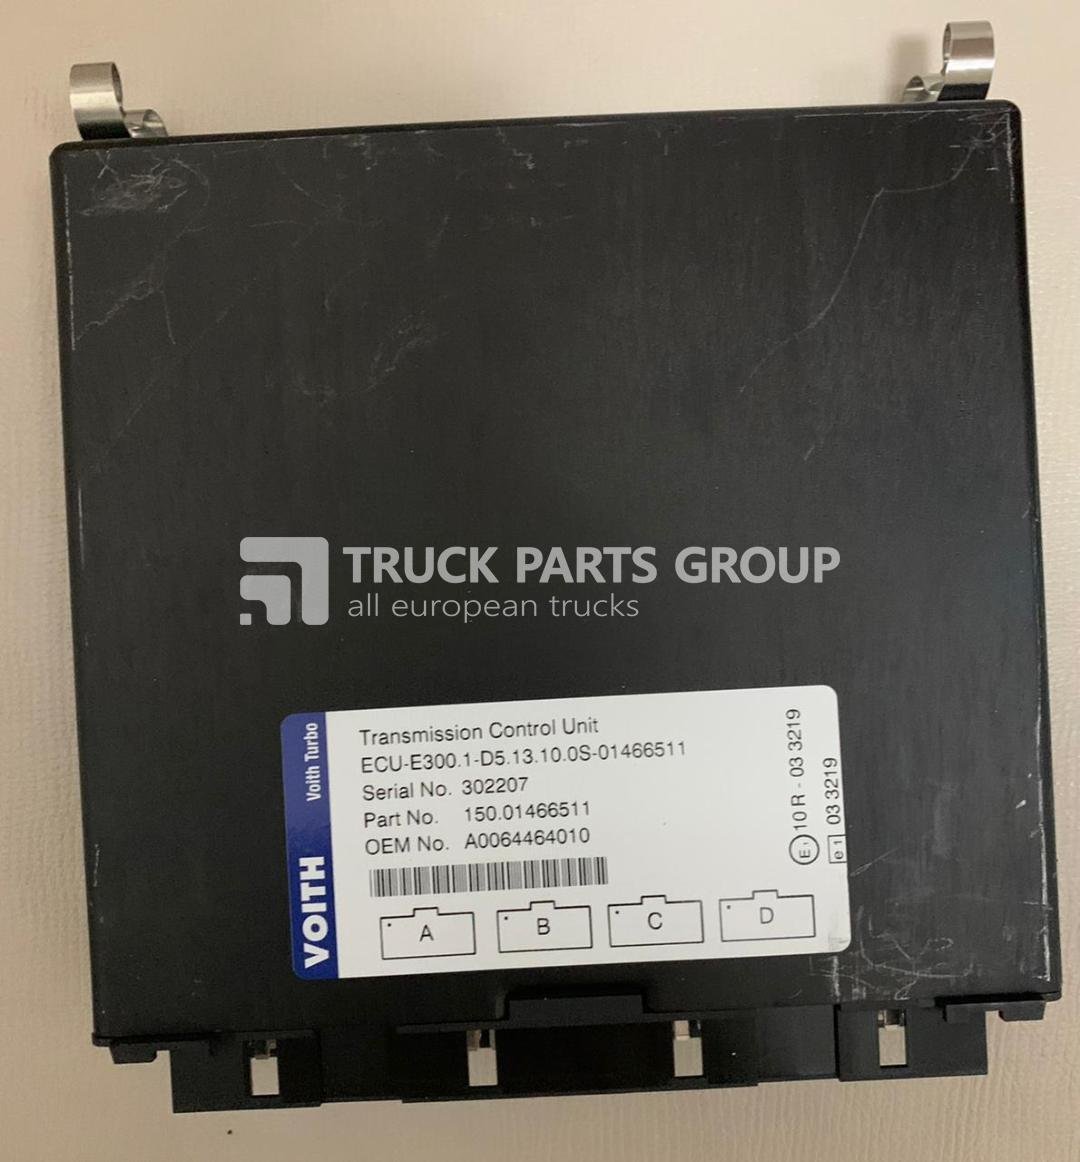 TRUCK PARTS GROUP
all european trucks
VOITH Voith Turbo
Transmission Control Unit
ECU-E300.1-D5.13.10.0S-01466511
Serial No. 302207
Part No. 150.01466511
OEM No. A0064464010
A B C D
E1 10 R - 03 3219
e1 03 3219